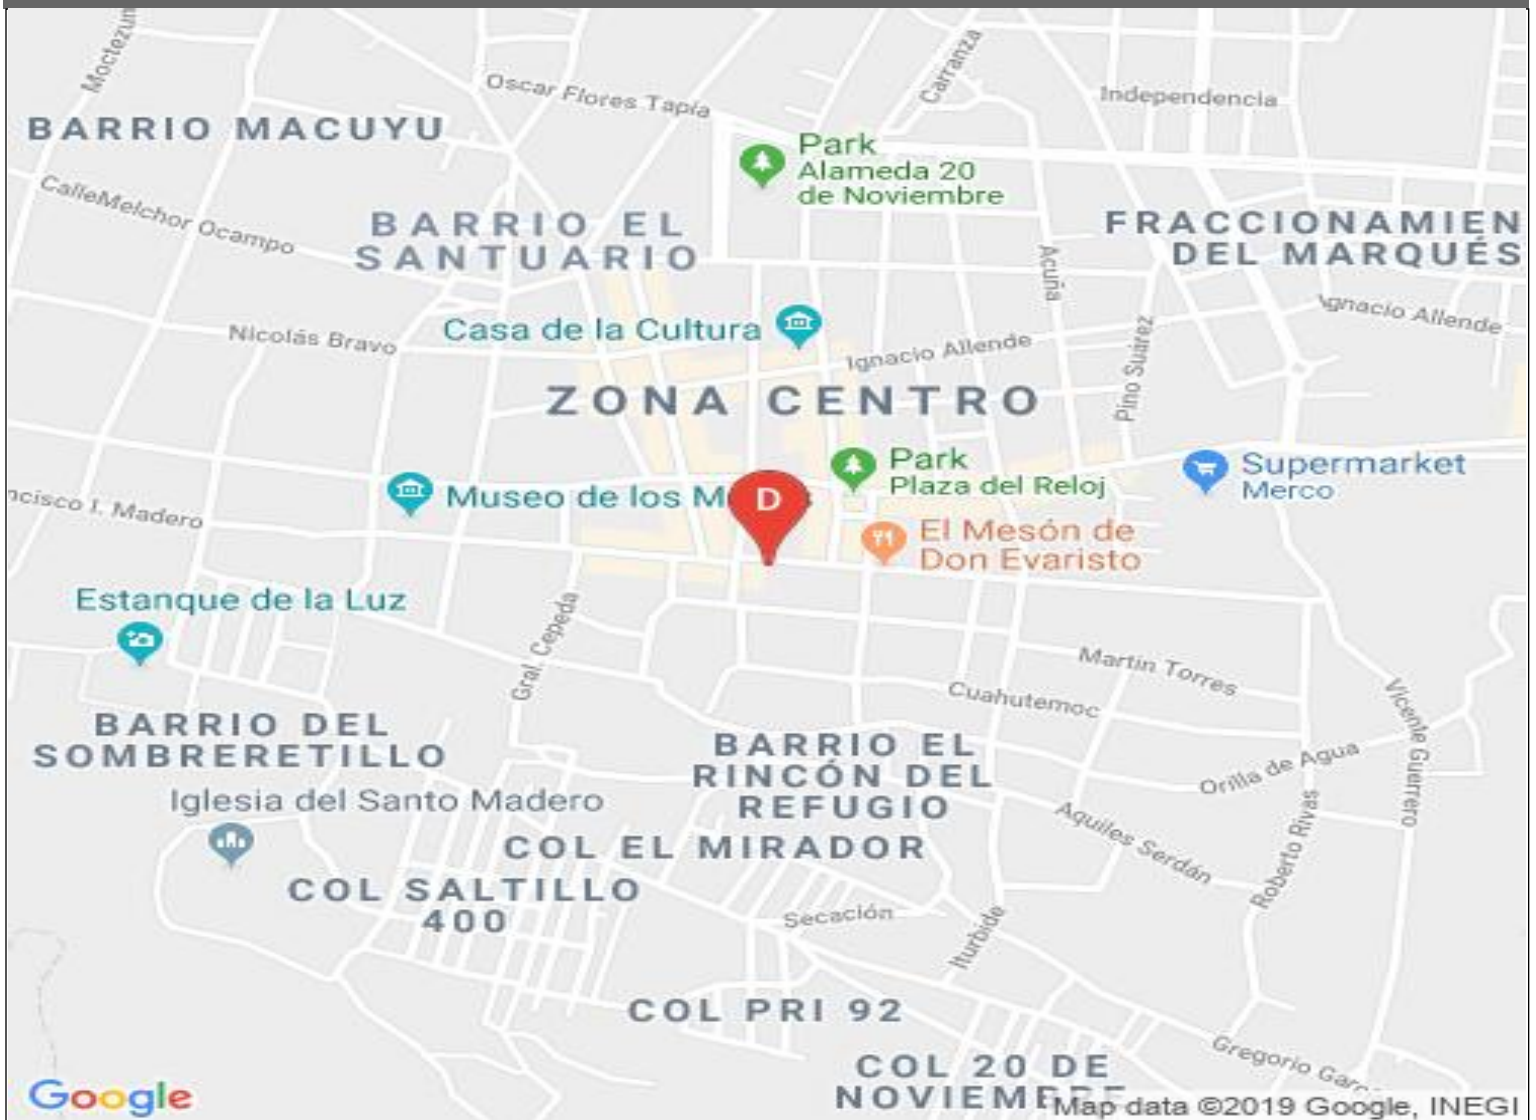 Moctezum
Oscar Flores Tapia
Carranza
Independencia
BARRIO MACUYU
Park
Alameda 20
de Noviembre
CalleMelchor Ocampo
BARRIO EL
SANTUARIO
FRACCIONAMIEN
DEL MARQUÉS
Acuña
Nicolás Bravo
Casa de la Cultura
Ignacio Allende
Ignacio Allende
Pino Suárez
ZONA CENTRO
Park
Plaza del Reloj
Supermarket
Merco
Museo de los M
D
ncisco I. Madero
El Mesón de
Don Evaristo
Estanque de la Luz
Gral. Cepeda
Martin Torres
Cuahutemoc
Vicente Guerrero
BARRIO DEL
SOMBRERETILLO
BARRIO EL
RINCÓN DEL
REFUGIO
Orilla de Agua
Iglesia del Santo Madero
Aquiles Serdán
Roberto Rivas
COL EL MIRADOR
COL SALTILLO
400
Secación
Iturbide
COL PRI 92
Gregorio Garc
COL 20 DE
NOVIEMBRE
Google
Map data ©2019 Google, INEGI